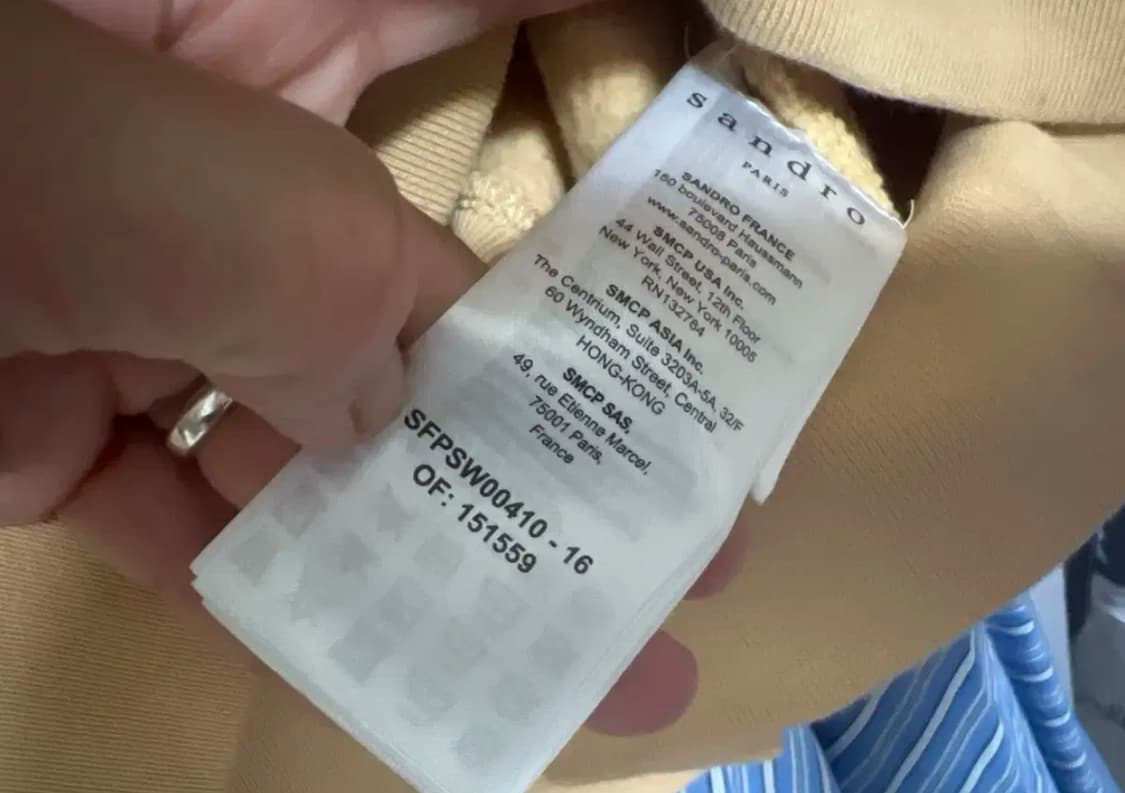 sandro
PARIS
SANDRO FRANCE
150 boulevard Haussmann
75008 Paris
www.sandro-paris.com
SMCP USA Inc.
44 Wall Street, 12th Floor
New York, New York 10005
RN132764
SMCP ASIA Inc.
The Centrium, Suite 3203A-5A, 32/F
60 Wyndham Street, Central
HONG-KONG
SMCP SAS,
49, rue Etienne Marcel,
75001 Paris,
France
SFPSW00410 - 16
OF: 151559